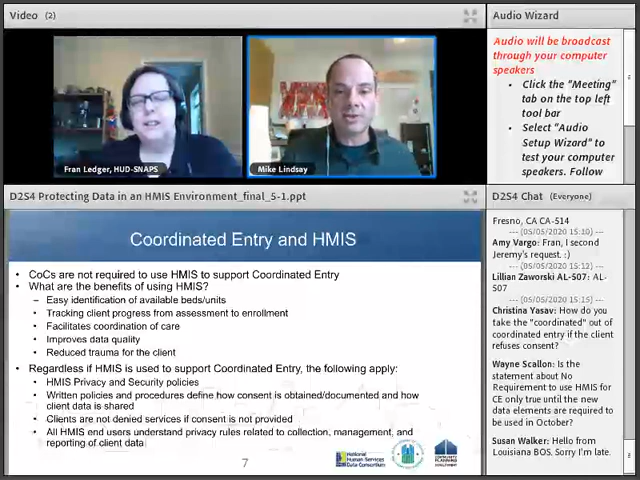 Video (2)
Fran Ledger, HUD-SNAPS
Mike Lindsay
Audio Wizard
Audio will be broadcast
through your computer
speakers
• Click the "Meeting"
tab on the top left
tool bar
• Select "Audio
Setup Wizard" to
test your computer
speakers. Follow
D2S4 Protecting Data in an HMIS Environment_final_5-1.ppt
Coordinated Entry and HMIS
• CoCs are not required to use HMIS to support Coordinated Entry
• What are the benefits of using HMIS?
– Easy identification of available beds/units
– Tracking client progress from assessment to enrollment
– Facilitates coordination of care
– Improves data quality
– Reduced trauma for the client
• Regardless if HMIS is used to support Coordinated Entry, the following apply:
• HMIS Privacy and Security policies
• Written policies and procedures define how consent is obtained/documented and how
client data is shared
• Clients are not denied services if consent is not provided
• All HMIS end users understand privacy rules related to collection, management, and
reporting of client data
7
National
Human Services
Data Consortium
COMMUNITY PLANNING
DEVELOPMENT
D2S4 Chat (Everyone)
Fresno, CA CA-514
---(05/05/2020 15:10)---
Amy Vargo: Fran, I second
Jeremy's request. :)
---(05/05/2020 15:12)---
Lillian Zaworski AL-507: AL-
507
---(05/05/2020 15:15)---
Christina Yasav: How do you
take the "coordinated" out of
coordinated entry if the client
refuses consent?
Wayne Scallon: Is the
statement about No
Requirement to use HMIS for
CE only true until the new
data elements are required to
be used in October?
Susan Walker: Hello from
Louisiana BOS. Sorry I'm late.